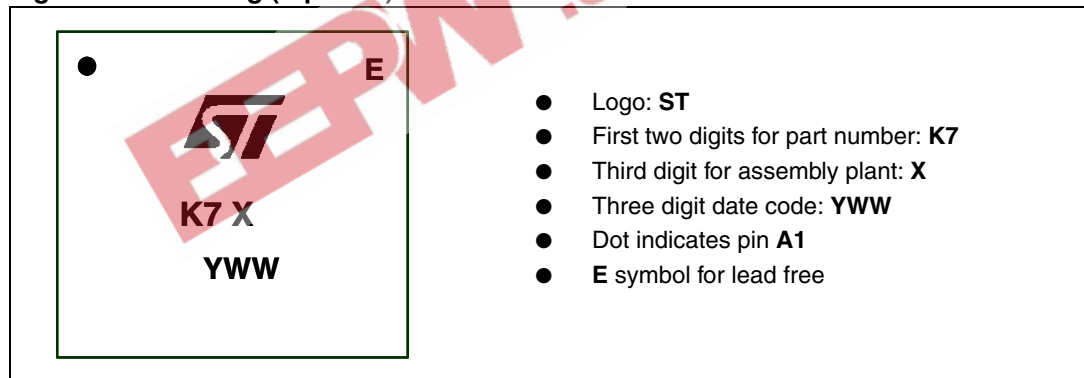 E
ST
K7 X
YWW
● Logo: ST
● First two digits for part number: K7
● Third digit for assembly plant: X
● Three digit date code: YWW
● Dot indicates pin A1
● E symbol for lead free